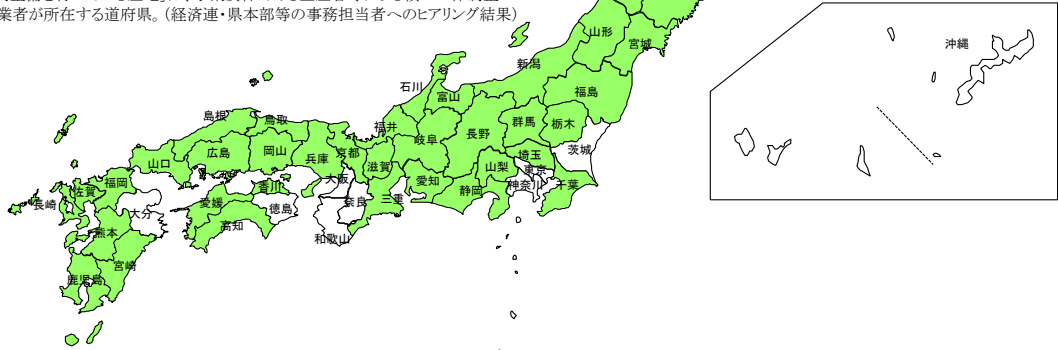 業者が所在する道府県。(経済連・県本部等の事務担当者へのヒアリング結果)
山形
宮城
沖縄
新潟
石川
富山
福島
島根
鳥取
福井
岐阜
長野
群馬
栃木
茨城
山口
広島
岡山
兵庫
京都
滋賀
山梨
埼玉
東京
福岡
佐賀
長崎
香川
大阪
愛知
静岡
神奈川
千葉
愛媛
徳島
奈良
三重
大分
高知
和歌山
熊本
宮崎
鹿児島